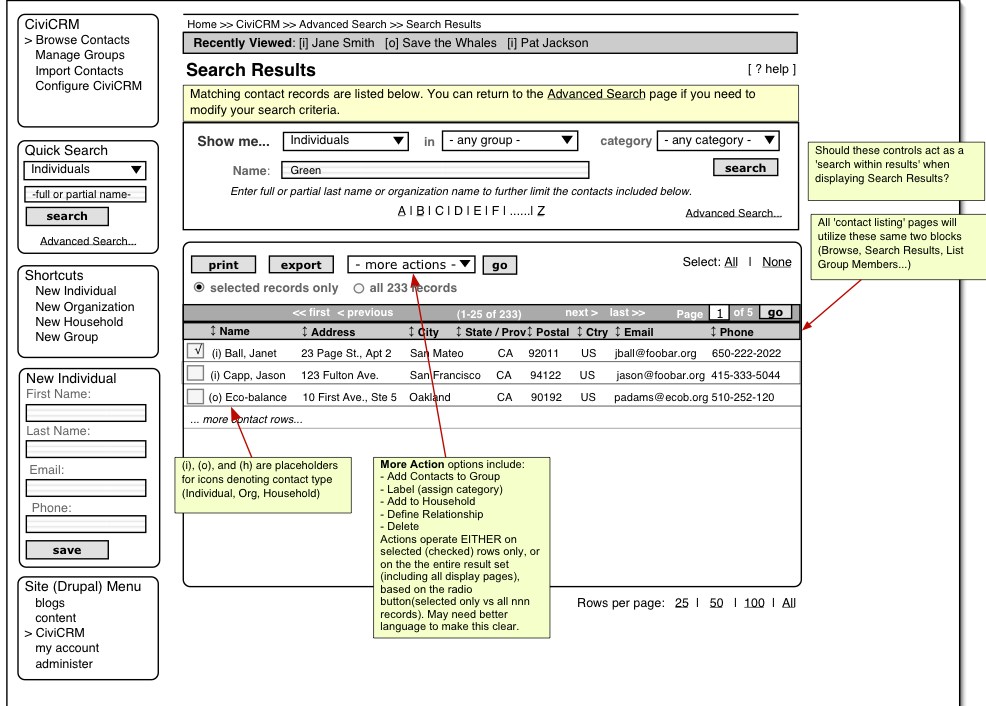 CiviCRM
> Browse Contacts
Manage Groups
Import Contacts
Configure CiviCRM
Quick Search
Individuals
-full or partial name-
search
Advanced Search...
Shortcuts
New Individual
New Organization
New Household
New Group
New Individual
First Name:
Last Name:
Email:
Phone:
save
Site (Drupal) Menu
blogs
content
> CiviCRM
my account
administer
Home >> CiviCRM >> Advanced Search >> Search Results
Recently Viewed: [i] Jane Smith [o] Save the Whales [i] Pat Jackson
Search Results [ ? help ]
Matching contact records are listed below. You can return to the Advanced Search page if you need to
modify your search criteria.
Show me... Individuals in - any group - category - any category -
Name: Green search
Enter full or partial last name or organization name to further limit the contacts included below.
A | B | C | D | E | F | ......| Z Advanced Search...
print export - more actions - go Select: All | None
selected records only all 233 records
<< first < previous (1-25 of 233) next > last >> Page 1 of 5 go
↕ Name ↕ Address ↕ City ↕ State / Prov ↕ Postal ↕ Ctry ↕ Email ↕ Phone
√ (i) Ball, Janet 23 Page St., Apt 2 San Mateo CA 92011 US jball@foobar.org 650-222-2022
(i) Capp, Jason 123 Fulton Ave. San Francisco CA 94122 US jason@foobar.org 415-333-5044
(o) Eco-balance 10 First Ave., Ste 5 Oakland CA 90192 US padams@ecob.org 510-252-120
... more contact rows...
(i), (o), and (h) are placeholders
for icons denoting contact type
(Individual, Org, Household)
More Action options include:
- Add Contacts to Group
- Label (assign category)
- Add to Household
- Define Relationship
- Delete
Actions operate EITHER on
selected (checked) rows only, or
on the the entire result set
(including all display pages),
based on the radio
button(selected only vs all nnn
records). May need better
language to make this clear.
Rows per page: 25 | 50 | 100 | All
Should these controls act as a
'search within results' when
displaying Search Results?
All 'contact listing' pages will
utilize these same two blocks
(Browse, Search Results, List
Group Members...)